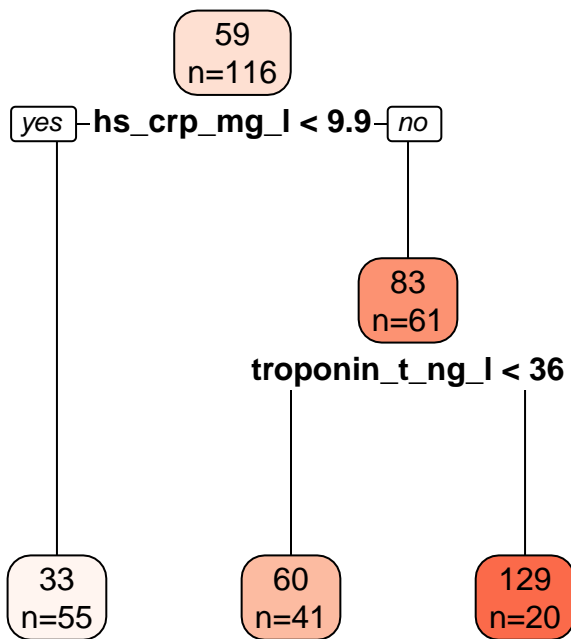 59
n=116
yes hs_crp_mg_l < 9.9 no
83
n=61
troponin_t_ng_l < 36
33
n=55
60
n=41
129
n=20